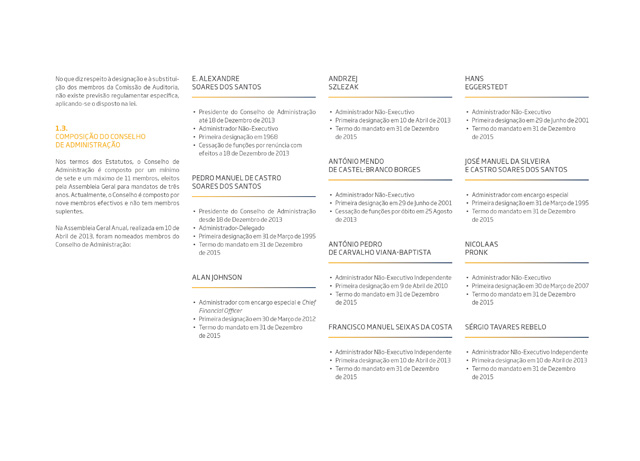 No que diz respeito à designação e à substitui-
ção dos membros da Comissão de Auditoria,
não existe previsão regulamentar específica,
aplicando-se o disposto na lei.
1.3.
COMPOSIÇÃO DO CONSELHO
DE ADMINISTRAÇÃO
Nos termos dos Estatutos, o Conselho de
Administração é composto por um mínimo
de sete e um máximo de 11 membros, eleitos
pela Assembleia Geral para mandatos de três
anos. Actualmente, o Conselho é composto por
nove membros efectivos e não tem membros
suplentes.
Na Assembleia Geral Anual, realizada em 10 de
Abril de 2013, foram nomeados membros do
Conselho de Administração:
E. ALEXANDRE
SOARES DOS SANTOS
• Presidente do Conselho de Administração
até 18 de Dezembro de 2013
• Administrador Não-Executivo
• Primeira designação em 1968
• Cessação de funções por renúncia com
efeitos a 18 de Dezembro de 2013
PEDRO MANUEL DE CASTRO
SOARES DOS SANTOS
• Presidente do Conselho de Administração
desde 18 de Dezembro de 2013
• Administrador-Delegado
• Primeira designação em 31 de Março de 1995
• Termo do mandato em 31 de Dezembro
de 2015
ALAN JOHNSON
• Administrador com encargo especial e Chief
Financial Officer
• Primeira designação em 30 de Março de 2012
• Termo do mandato em 31 de Dezembro
de 2015
ANDRZEJ
SZLEZAK
• Administrador Não-Executivo
• Primeira designação em 10 de Abril de 2013
• Termo do mandato em 31 de Dezembro
de 2015
ANTÓNIO MENDO
DE CASTEL-BRANCO BORGES
• Administrador Não-Executivo
• Primeira designação em 29 de Junho de 2001
• Cessação de funções por óbito em 25 Agosto
de 2013
ANTÓNIO PEDRO
DE CARVALHO VIANA-BAPTISTA
• Administrador Não-Executivo Independente
• Primeira designação em 9 de Abril de 2010
• Termo do mandato em 31 de Dezembro
de 2015
FRANCISCO MANUEL SEIXAS DA COSTA
• Administrador Não-Executivo Independente
• Primeira designação em 10 de Abril de 2013
• Termo do mandato em 31 de Dezembro
de 2015
HANS
EGGERSTEDT
• Administrador Não-Executivo
• Primeira designação em 29 de Junho de 2001
• Termo do mandato em 31 de Dezembro
de 2015
JOSÉ MANUEL DA SILVEIRA
E CASTRO SOARES DOS SANTOS
• Administrador com encargo especial
• Primeira designação em 31 de Março de 1995
• Termo do mandato em 31 de Dezembro
de 2015
NICOLAAS
PRONK
• Administrador Não-Executivo
• Primeira designação em 30 de Março de 2007
• Termo do mandato em 31 de Dezembro
de 2015
SÉRGIO TAVARES REBELO
• Administrador Não-Executivo Independente
• Primeira designação em 10 de Abril de 2013
• Termo do mandato em 31 de Dezembro
de 2015